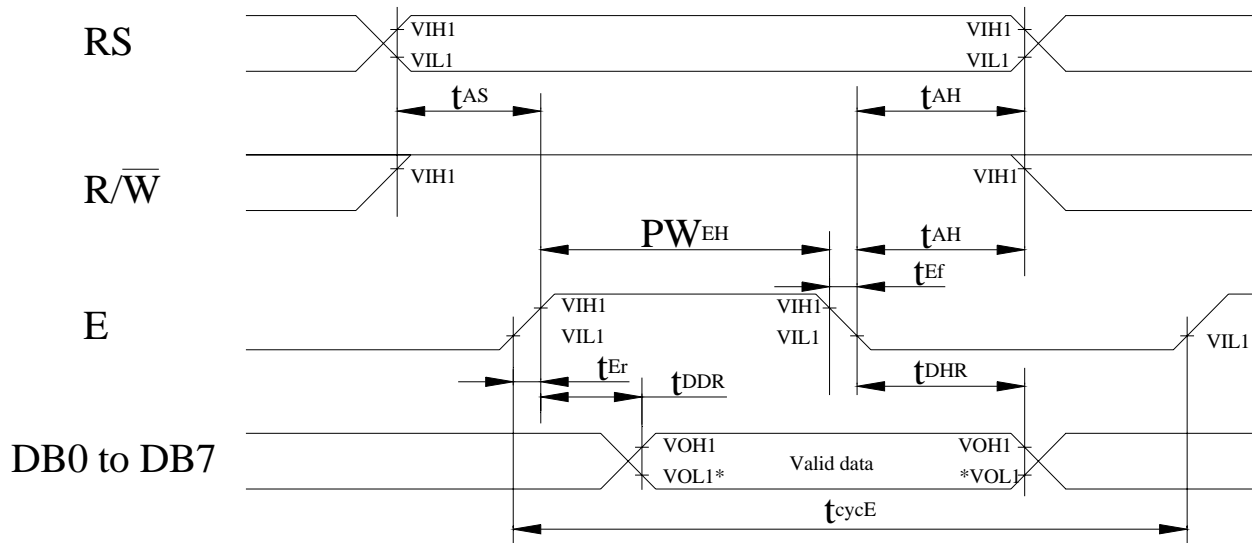 RS
VIH1
VIL1
VIH1
VIL1
tAS
tAH
R/W̅
VIH1
VIH1
PWEH
tAH
tEf
E
VIH1
VIL1
VIH1
VIL1
VIL1
tEr
tDDR
tDHR
DB0 to DB7
VOH1
VOL1*
Valid data
VOH1
*VOL1
tcycE